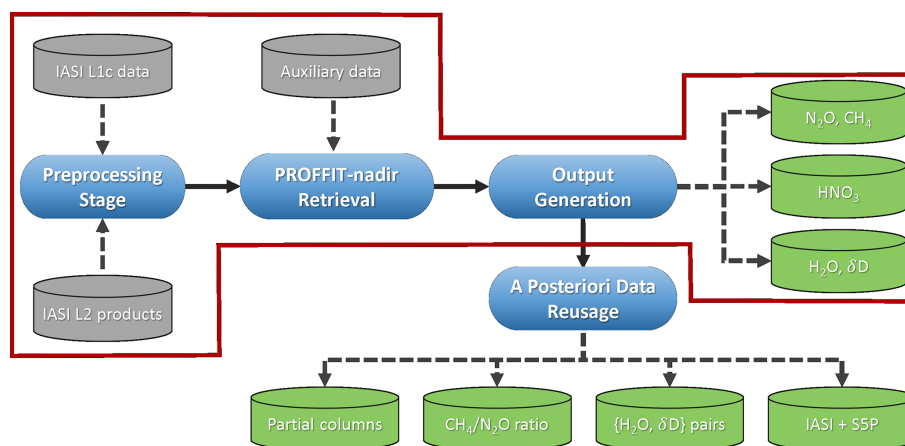 IASI L1c data
Auxiliary data
N₂O, CH₄
Preprocessing
Stage
PROFFIT-nadir
Retrieval
Output
Generation
HNO₃
H₂O, δD
IASI L2 products
A Posteriori Data
Reusage
Partial columns
CH₄/N₂O ratio
{H₂O, δD} pairs
IASI + S5P